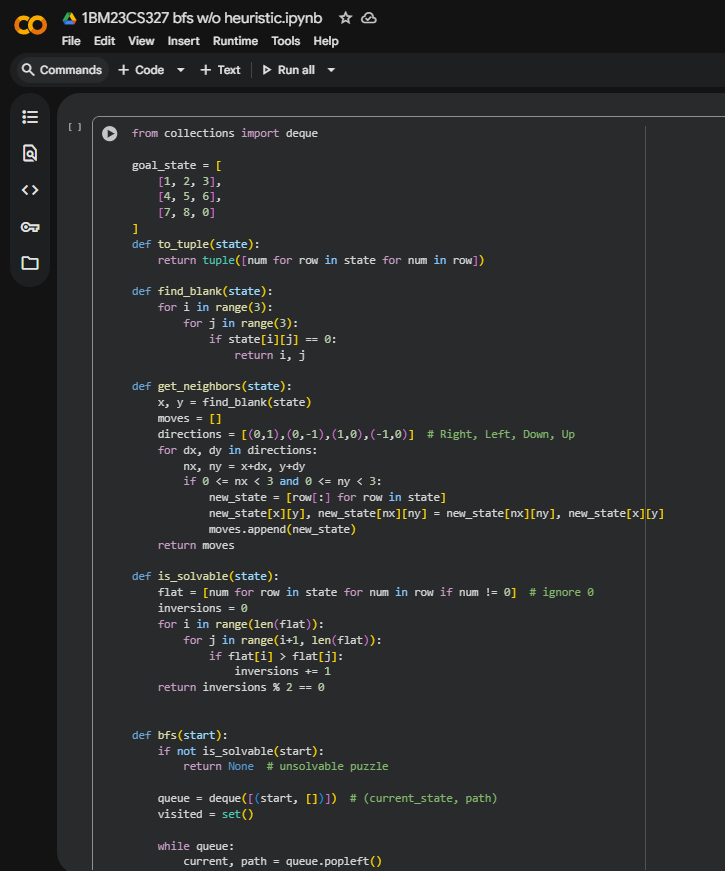 1BM23CS327 bfs w/o heuristic.ipynb
File Edit View Insert Runtime Tools Help
Commands + Code + Text Run all
[ ]
from collections import deque

goal_state = [
    [1, 2, 3],
    [4, 5, 6],
    [7, 8, 0]
]
def to_tuple(state):
    return tuple([num for row in state for num in row])

def find_blank(state):
    for i in range(3):
        for j in range(3):
            if state[i][j] == 0:
                return i, j

def get_neighbors(state):
    x, y = find_blank(state)
    moves = []
    directions = [(0,1),(0,-1),(1,0),(-1,0)]  # Right, Left, Down, Up
    for dx, dy in directions:
        nx, ny = x+dx, y+dy
        if 0 <= nx < 3 and 0 <= ny < 3:
            new_state = [row[:] for row in state]
            new_state[x][y], new_state[nx][ny] = new_state[nx][ny], new_state[x][y]
            moves.append(new_state)
    return moves

def is_solvable(state):
    flat = [num for row in state for num in row if num != 0]  # ignore 0
    inversions = 0
    for i in range(len(flat)):
        for j in range(i+1, len(flat)):
            if flat[i] > flat[j]:
                inversions += 1
    return inversions % 2 == 0


def bfs(start):
    if not is_solvable(start):
        return None  # unsolvable puzzle

    queue = deque([(start, [])])  # (current_state, path)
    visited = set()

    while queue:
        current, path = queue.popleft()